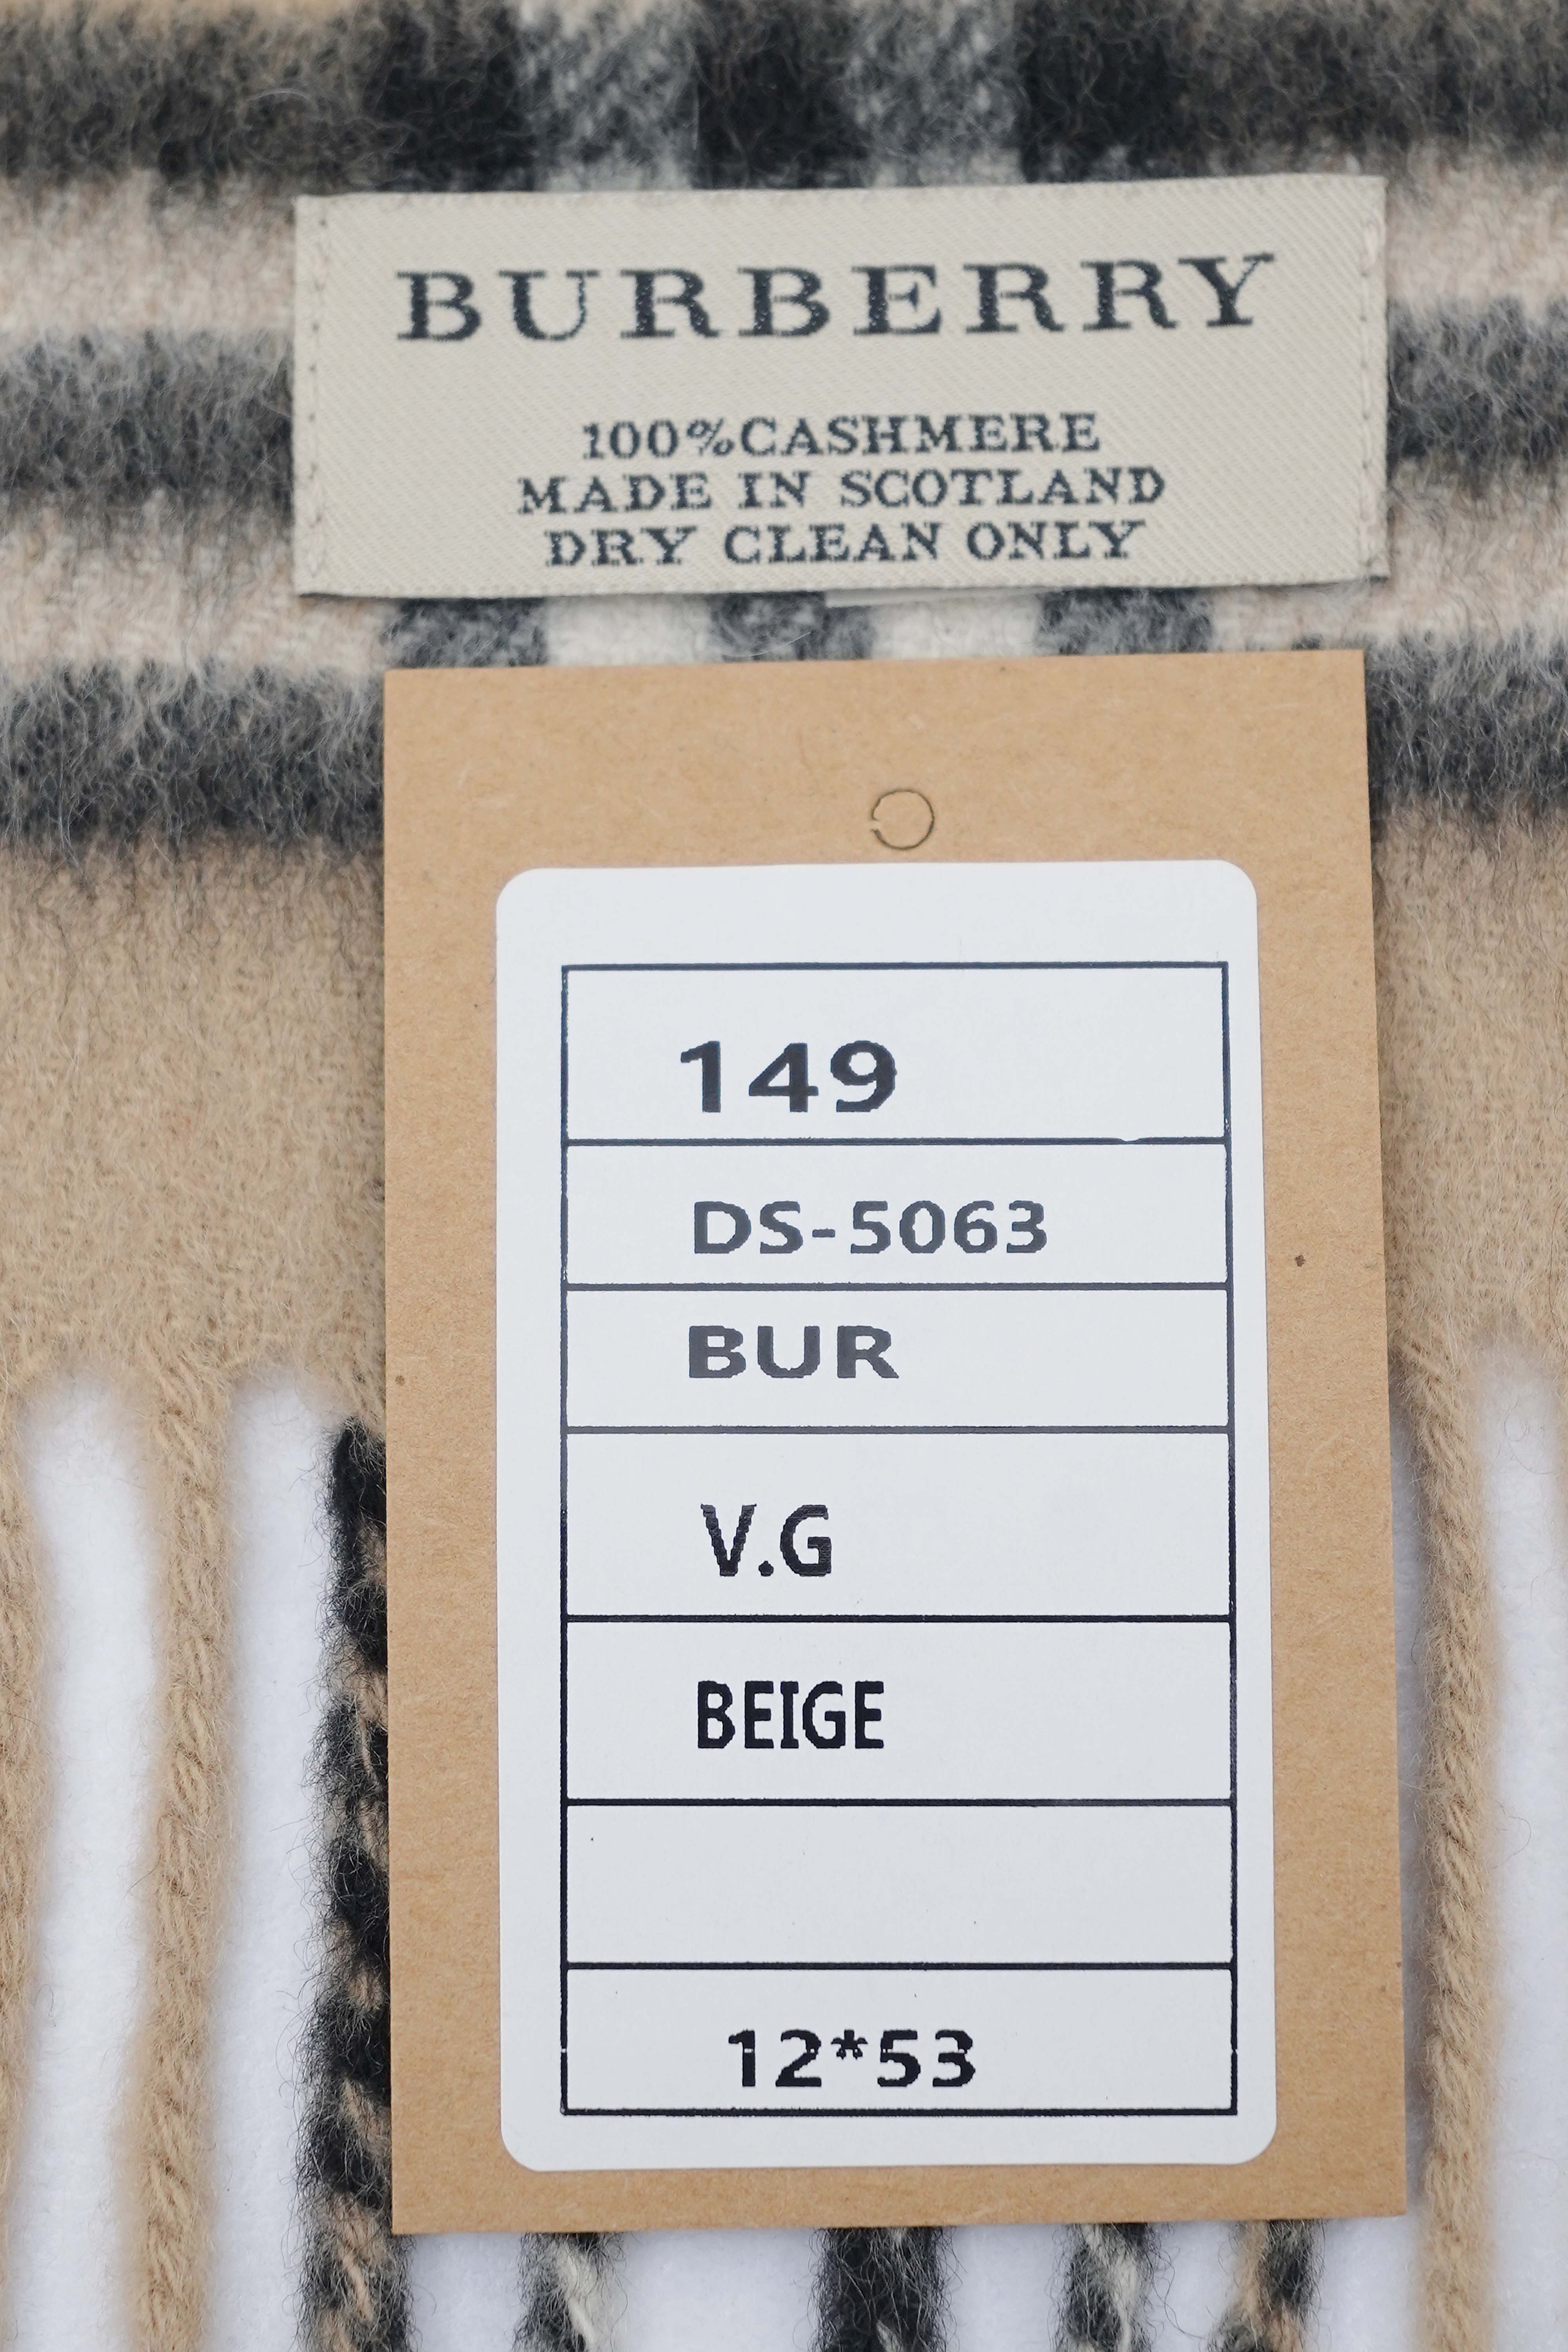 BURBERRY
100%CASHMERE
MADE IN SCOTLAND
DRY CLEAN ONLY
149
DS-5063
BUR
V.G
BEIGE
12*53